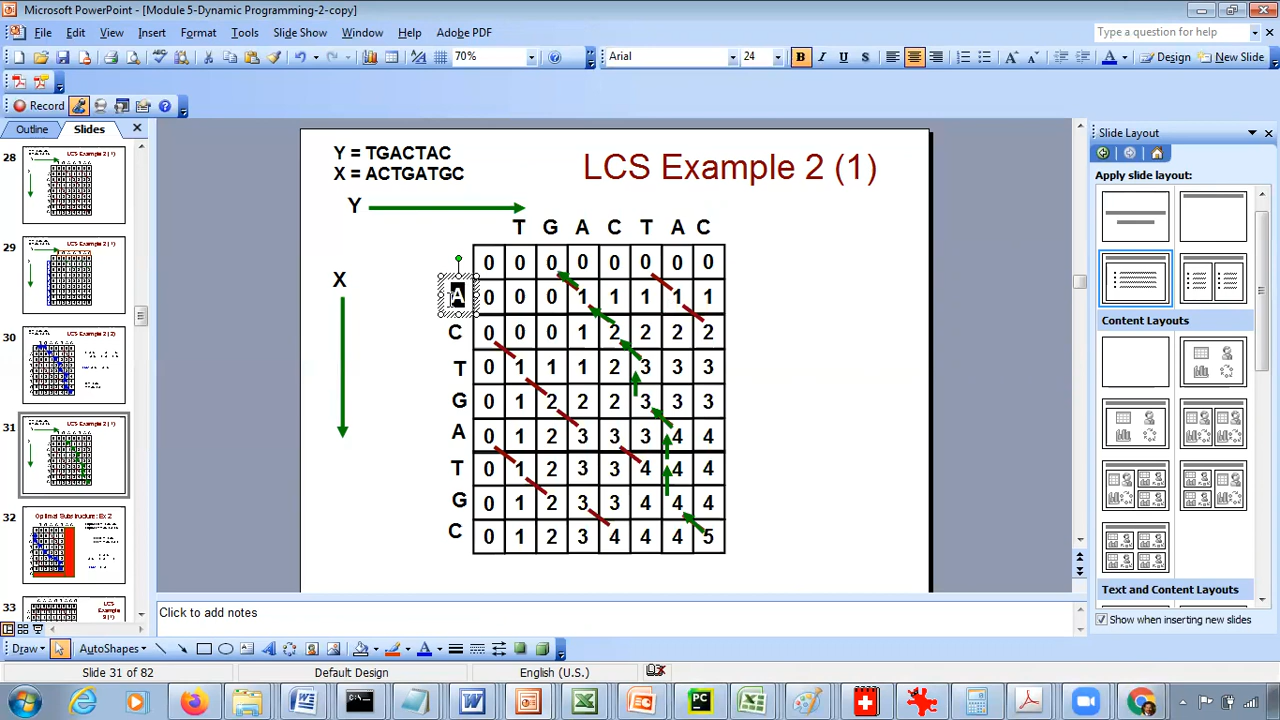 Microsoft PowerPoint - [Module 5-Dynamic Programming-2-copy]
File Edit View Insert Format Tools Slide Show Window Help Adobe PDF
Type a question for help
70%
Arial
24
B I U S
Design
New Slide
Record
Outline
Slides
28
29
30
31
32
33
Y = TGACTAC
X = ACTGATGC
LCS Example 2 (1)
Y
X
T G A C T A C
0 0 0 0 0 0 0 0
A 0 0 0 1 1 1 1 1
C 0 0 0 1 2 2 2 2
T 0 1 1 1 2 3 3 3
G 0 1 2 2 2 3 3 3
A 0 1 2 3 3 3 4 4
T 0 1 2 3 3 4 4 4
G 0 1 2 3 3 4 4 4
C 0 1 2 3 4 4 4 5
Slide Layout
Apply slide layout:
Content Layouts
Text and Content Layouts
Show when inserting new slides
Click to add notes
Draw
AutoShapes
Slide 31 of 82
Default Design
English (U.S.)